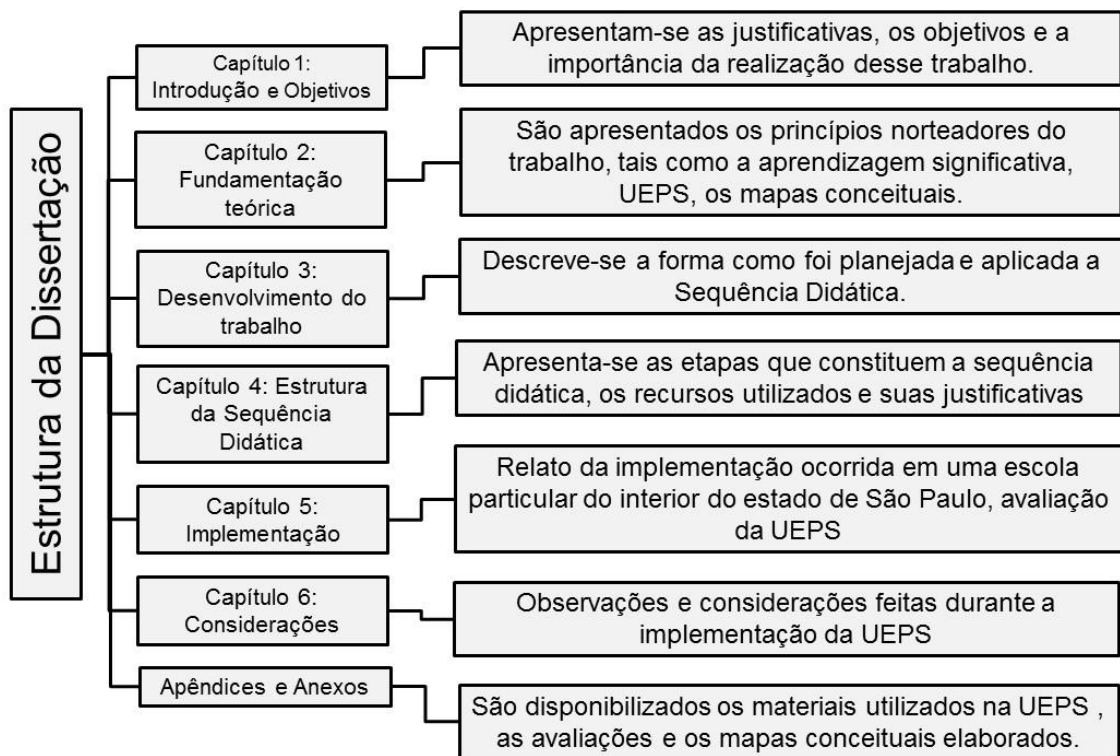 Estrutura da Dissertação
Capítulo 1:
Introdução e Objetivos
Apresentam-se as justificativas, os objetivos e a
importância da realização desse trabalho.
Capítulo 2:
Fundamentação
teórica
São apresentados os princípios norteadores do
trabalho, tais como a aprendizagem significativa,
UEPS, os mapas conceituais.
Capítulo 3:
Desenvolvimento do
trabalho
Descreve-se a forma como foi planejada e aplicada a
Sequência Didática.
Capítulo 4: Estrutura
da Sequência
Didática
Apresenta-se as etapas que constituem a sequência
didática, os recursos utilizados e suas justificativas
Capítulo 5:
Implementação
Relato da implementação ocorrida em uma escola
particular do interior do estado de São Paulo, avaliação
da UEPS
Capítulo 6:
Considerações
Observações e considerações feitas durante a
implementação da UEPS
Apêndices e Anexos
São disponibilizados os materiais utilizados na UEPS ,
as avaliações e os mapas conceituais elaborados.